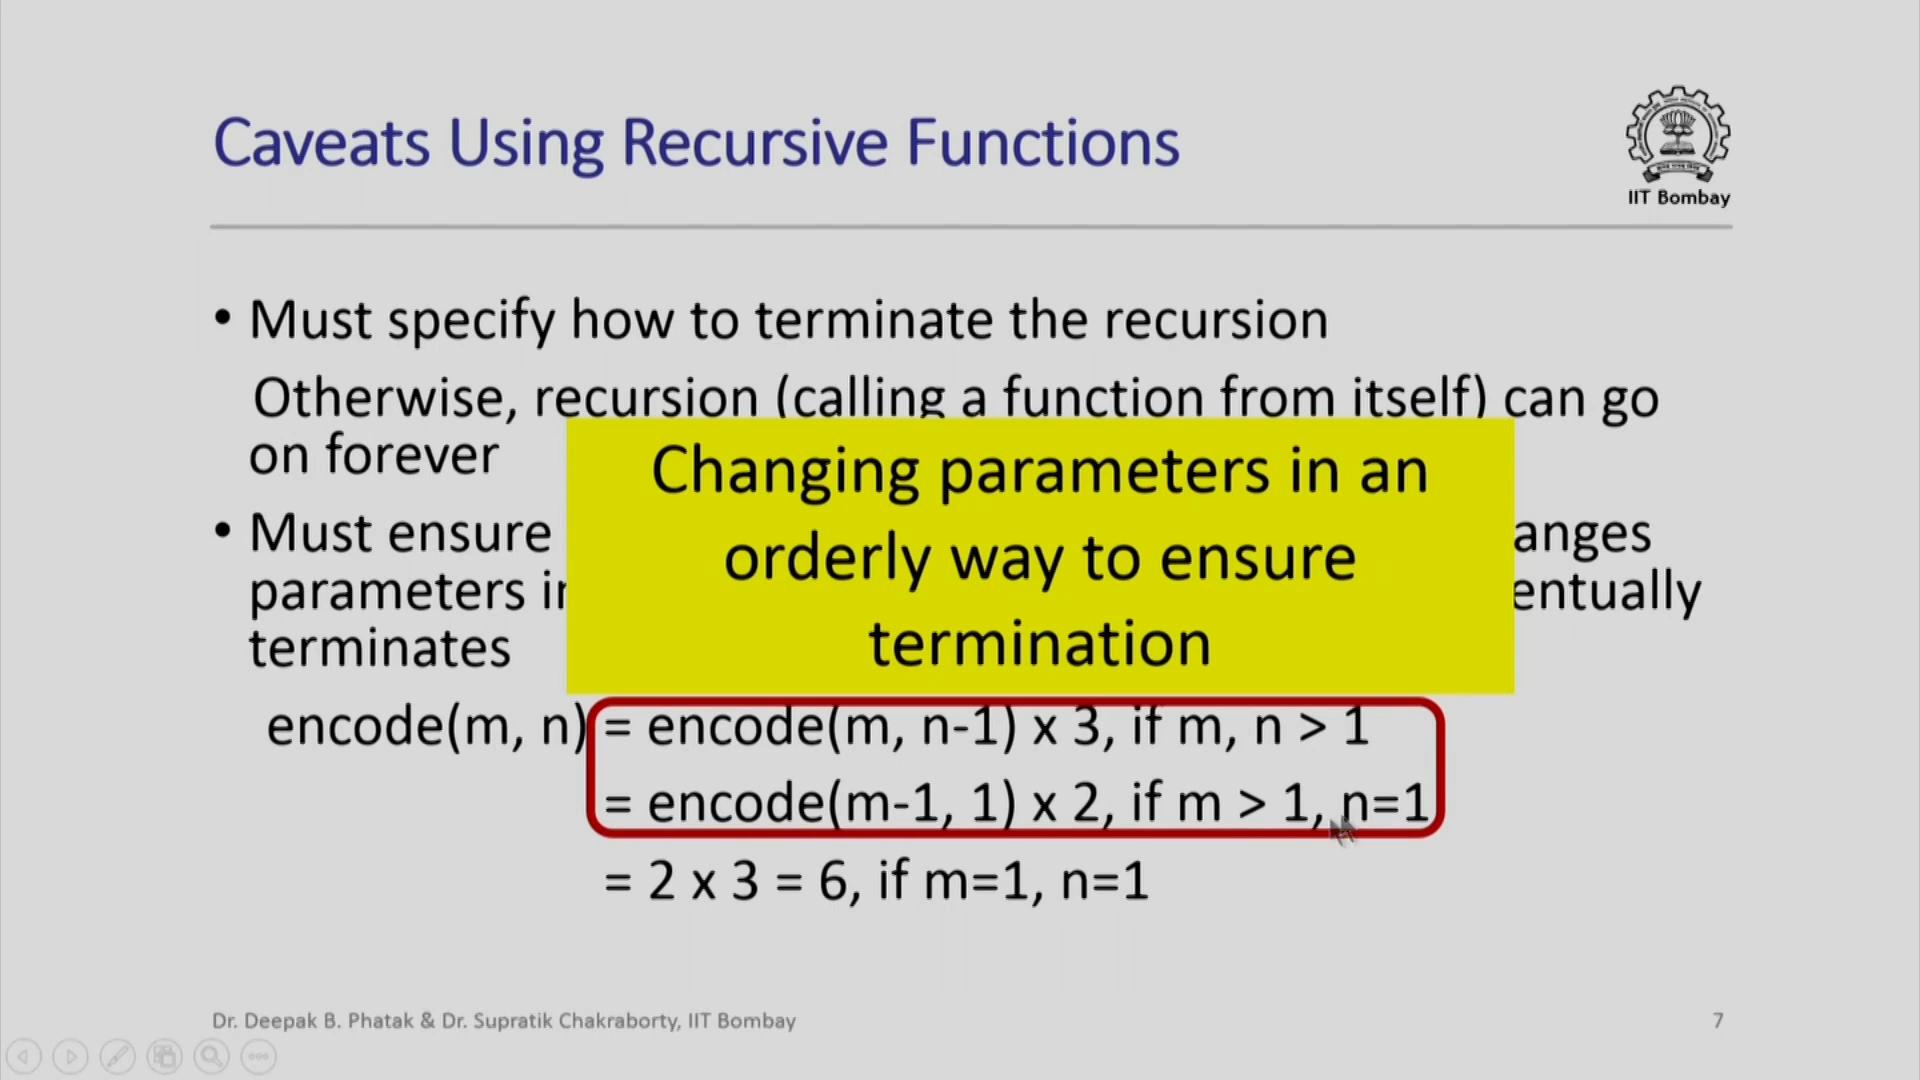 Caveats Using Recursive Functions
IIT Bombay
• Must specify how to terminate the recursion
Otherwise, recursion (calling a function from itself) can go
on forever
Changing parameters in an
orderly way to ensure
termination
• Must ensure
parameters
entually
terminates
encode(m, n) = encode(m, n-1) x 3, if m, n > 1
= encode(m-1, 1) x 2, if m > 1, n=1
= 2 x 3 = 6, if m=1, n=1
Dr. Deepak B. Phatak & Dr. Supratik Chakraborty, IIT Bombay
7